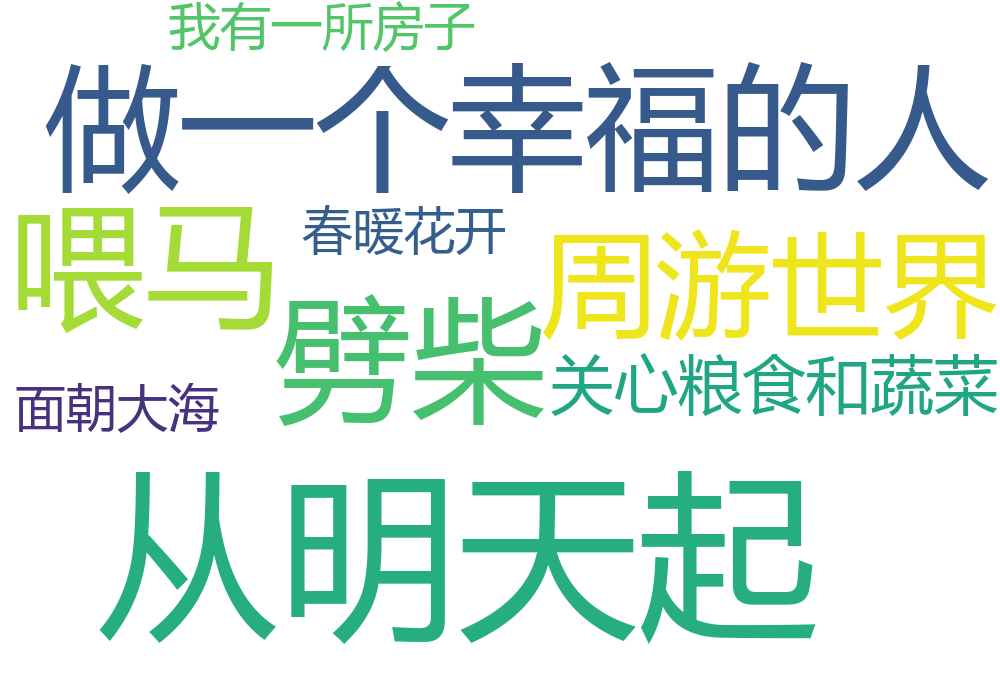 我有一所房子
做一个幸福的人
喂马
春暖花开
周游世界
劈柴
面朝大海
关心粮食和蔬菜
从明天起